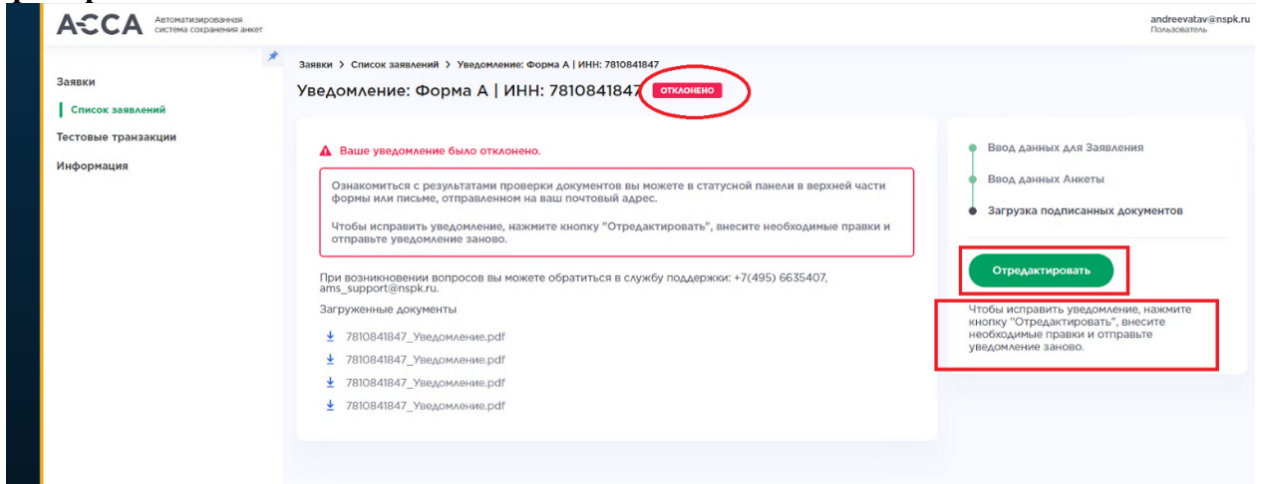 АССА Автоматизированная
система сохранения анкет
andreevatav@nspk.ru
Пользователь
Заявки > Список заявлений > Уведомление: Форма А | ИНН: 7810841847
Уведомление: Форма А | ИНН: 7810841847 ОТКЛОНЕНО
Заявки
Список заявлений
Тестовые транзакции
Информация
Ваше уведомление было отклонено.
Ознакомиться с результатами проверки документов вы можете в статусной панели в верхней части
формы или письме, отправленном на ваш почтовый адрес.
Чтобы исправить уведомление, нажмите кнопку "Отредактировать", внесите необходимые правки и
отправьте уведомление заново.
При возникновении вопросов вы можете обратиться в службу поддержки: +7(495) 6635407,
ams_support@nspk.ru.
Загруженные документы
7810841847_Уведомление.pdf
7810841847_Уведомление.pdf
7810841847_Уведомление.pdf
7810841847_Уведомление.pdf
Ввод данных для Заявления
Ввод данных Анкеты
Загрузка подписанных документов
Отредактировать
Чтобы исправить уведомление, нажмите
кнопку "Отредактировать", внесите
необходимые правки и отправьте
уведомление заново.